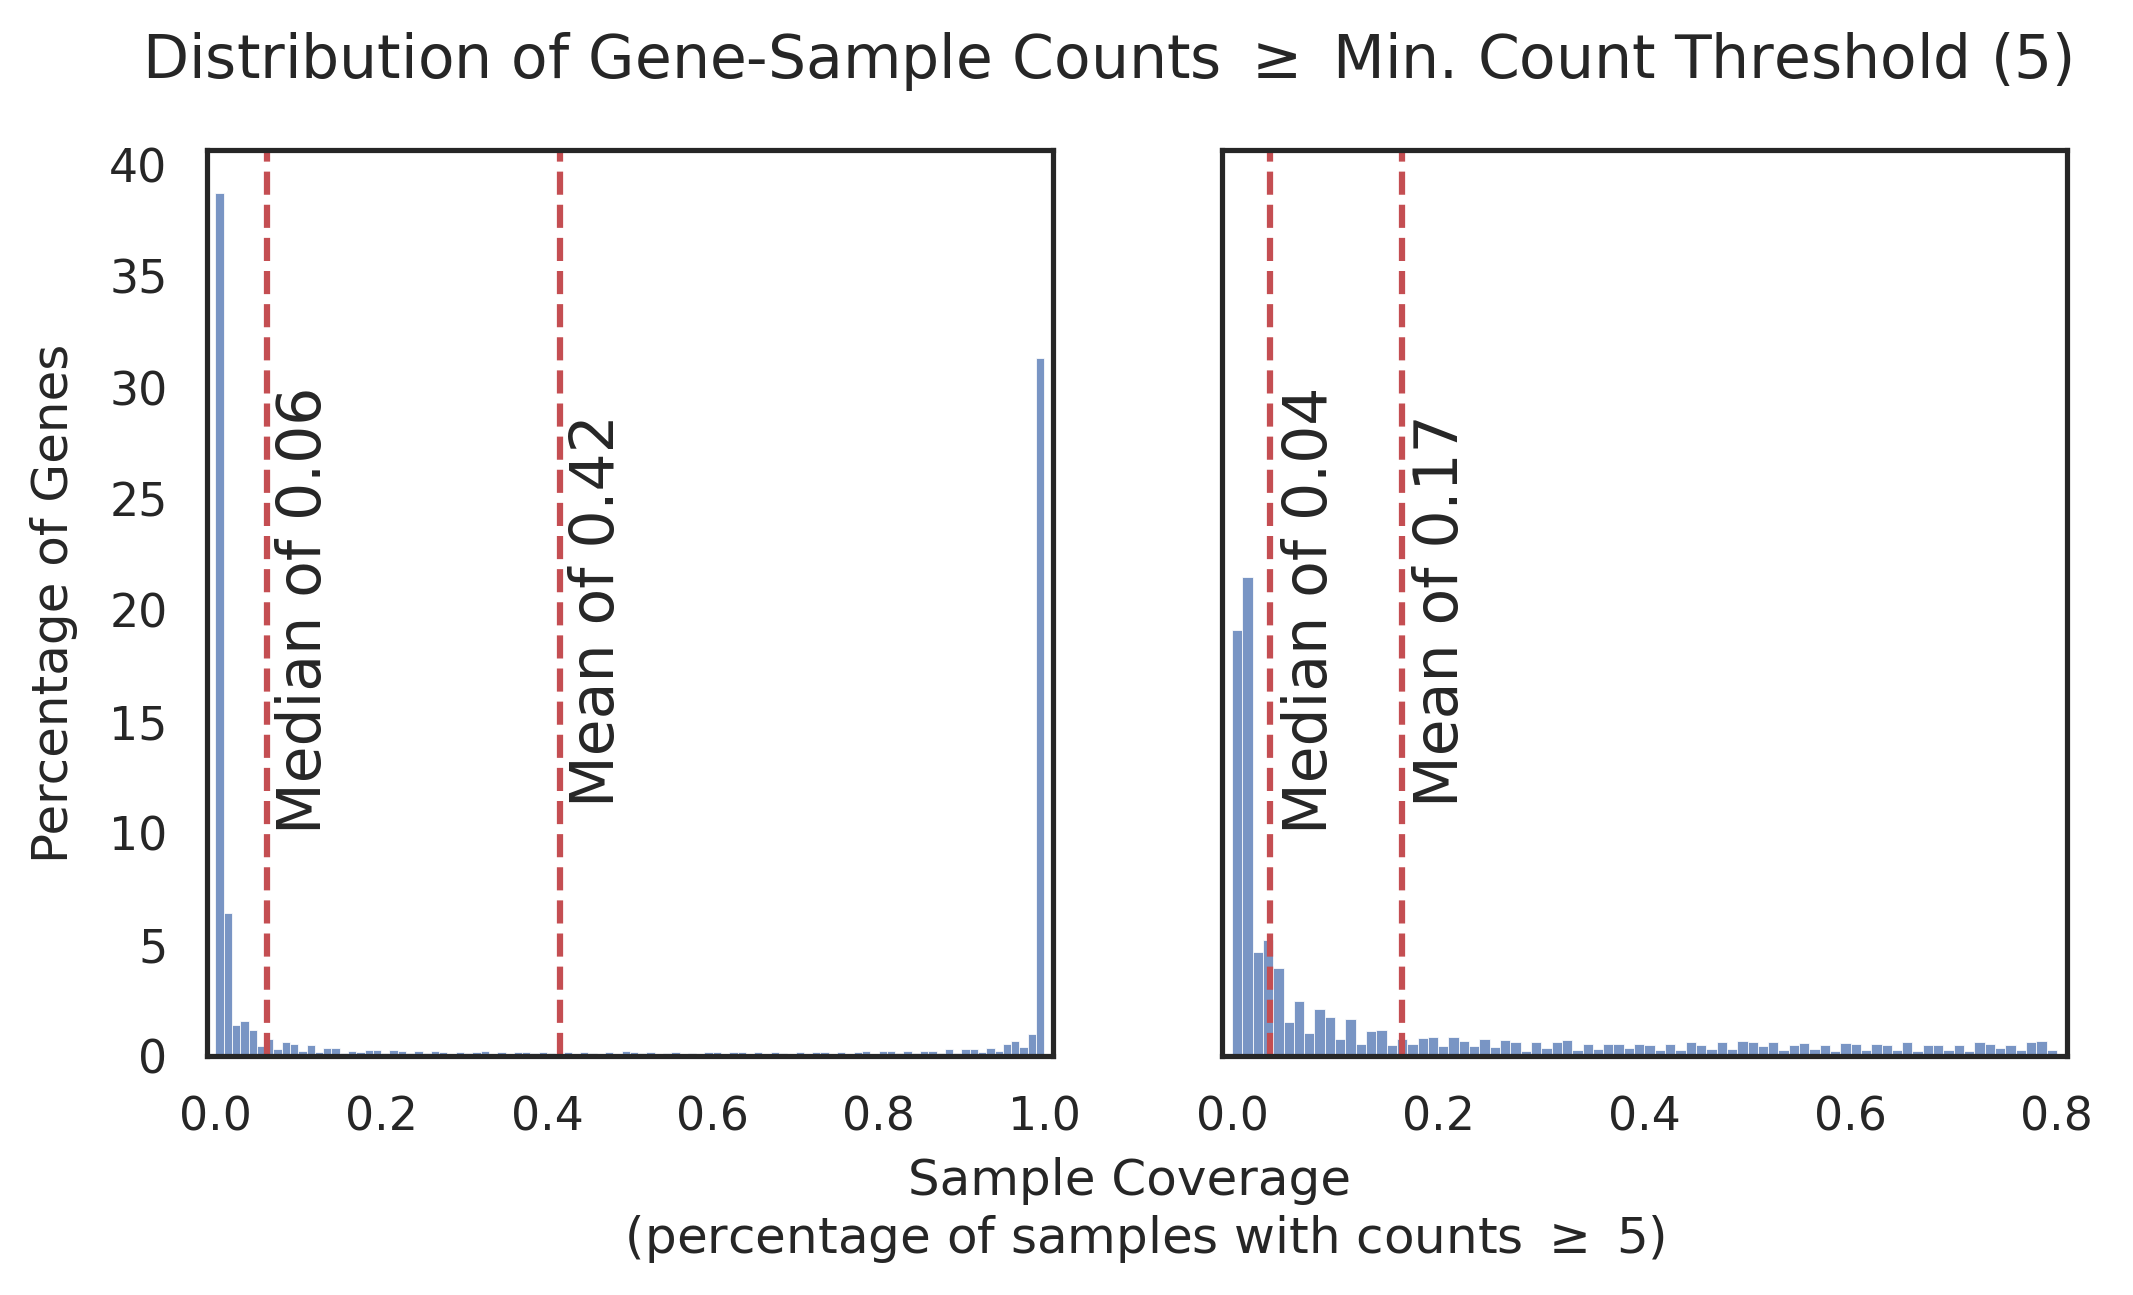 Distribution of Gene-Sample Counts ≥ Min. Count Threshold (5)
Percentage of Genes
40
35
30
25
20
15
10
5
0
Median of 0.06
Mean of 0.42
0.0 0.2 0.4 0.6 0.8 1.0
Median of 0.04
Mean of 0.17
0.0 0.2 0.4 0.6 0.8
Sample Coverage
(percentage of samples with counts ≥ 5)